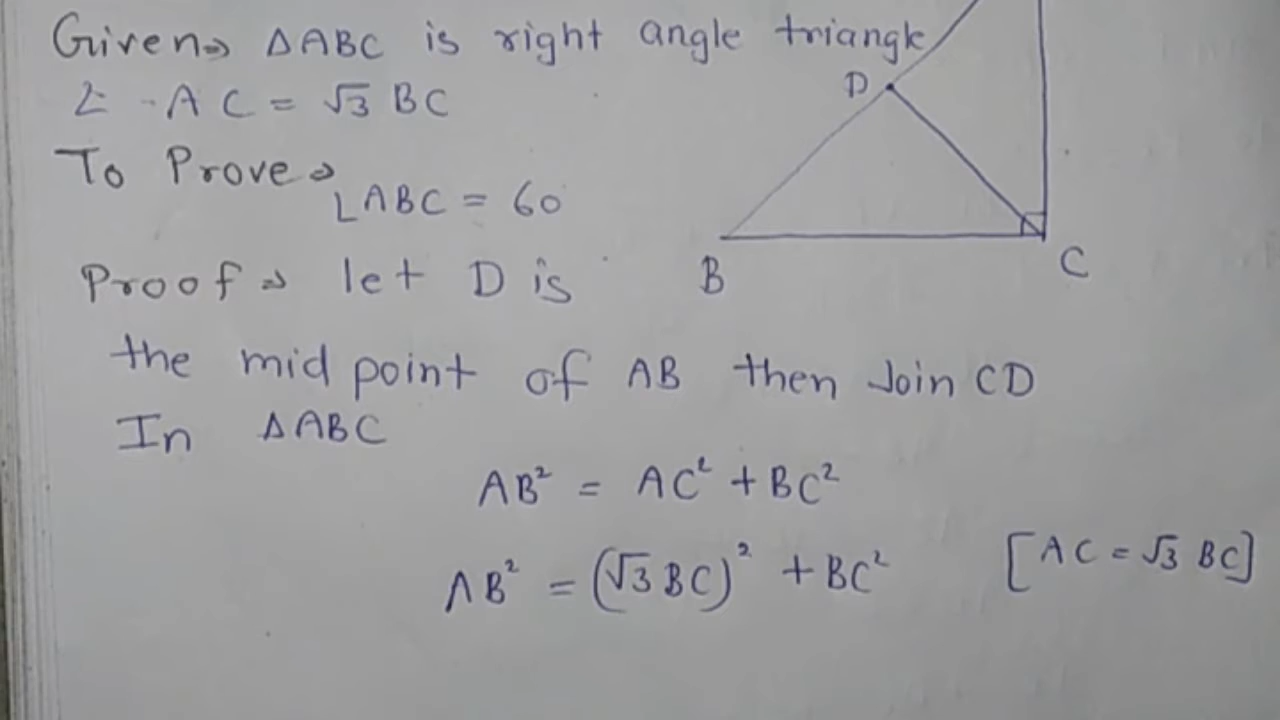 Given⇒ ΔABC is right angle triangle
& AC = √3 BC
To Prove⇒
∠ABC = 60
D
B
C
Proof⇒ let D is
the mid point of AB then Join CD
In ΔABC
AB² = AC² + BC²
AB² = (√3 BC)² + BC² [AC = √3 BC]